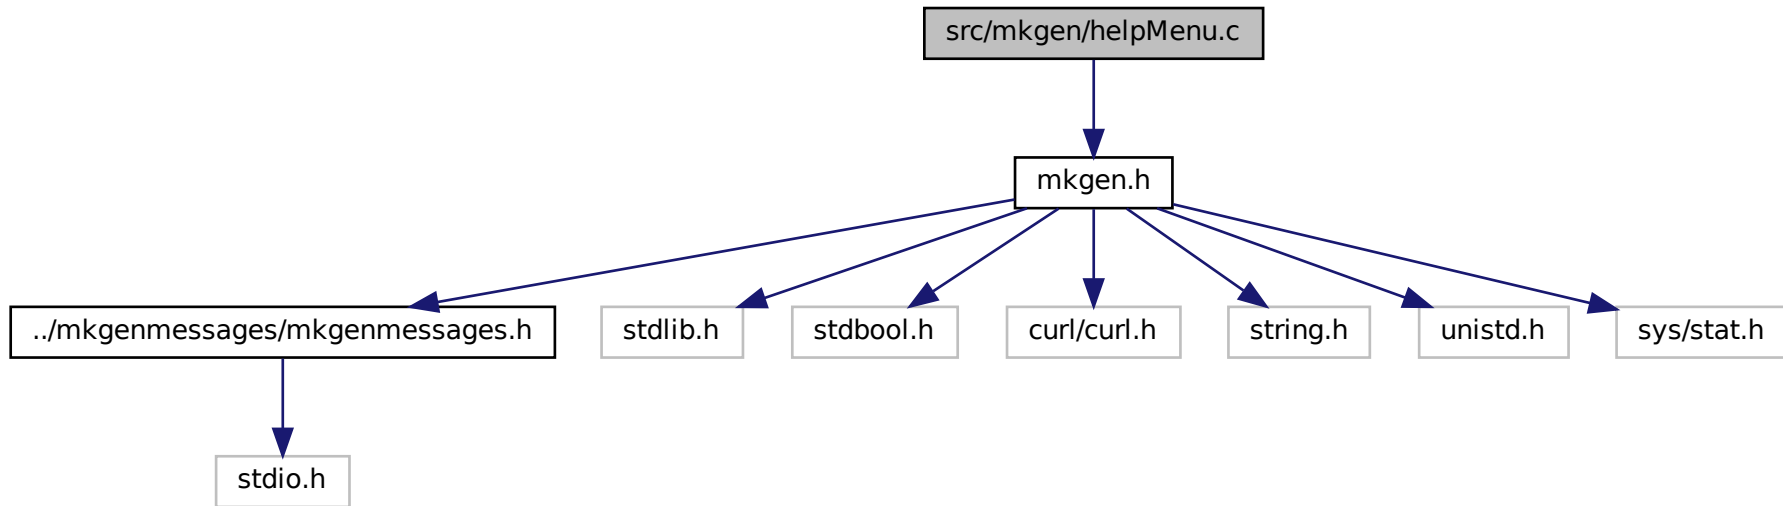 src/mkgen/helpMenu.c
mkgen.h
../mkgenmessages/mkgenmessages.h
stdlib.h
stdbool.h
curl/curl.h
string.h
unistd.h
sys/stat.h
stdio.h